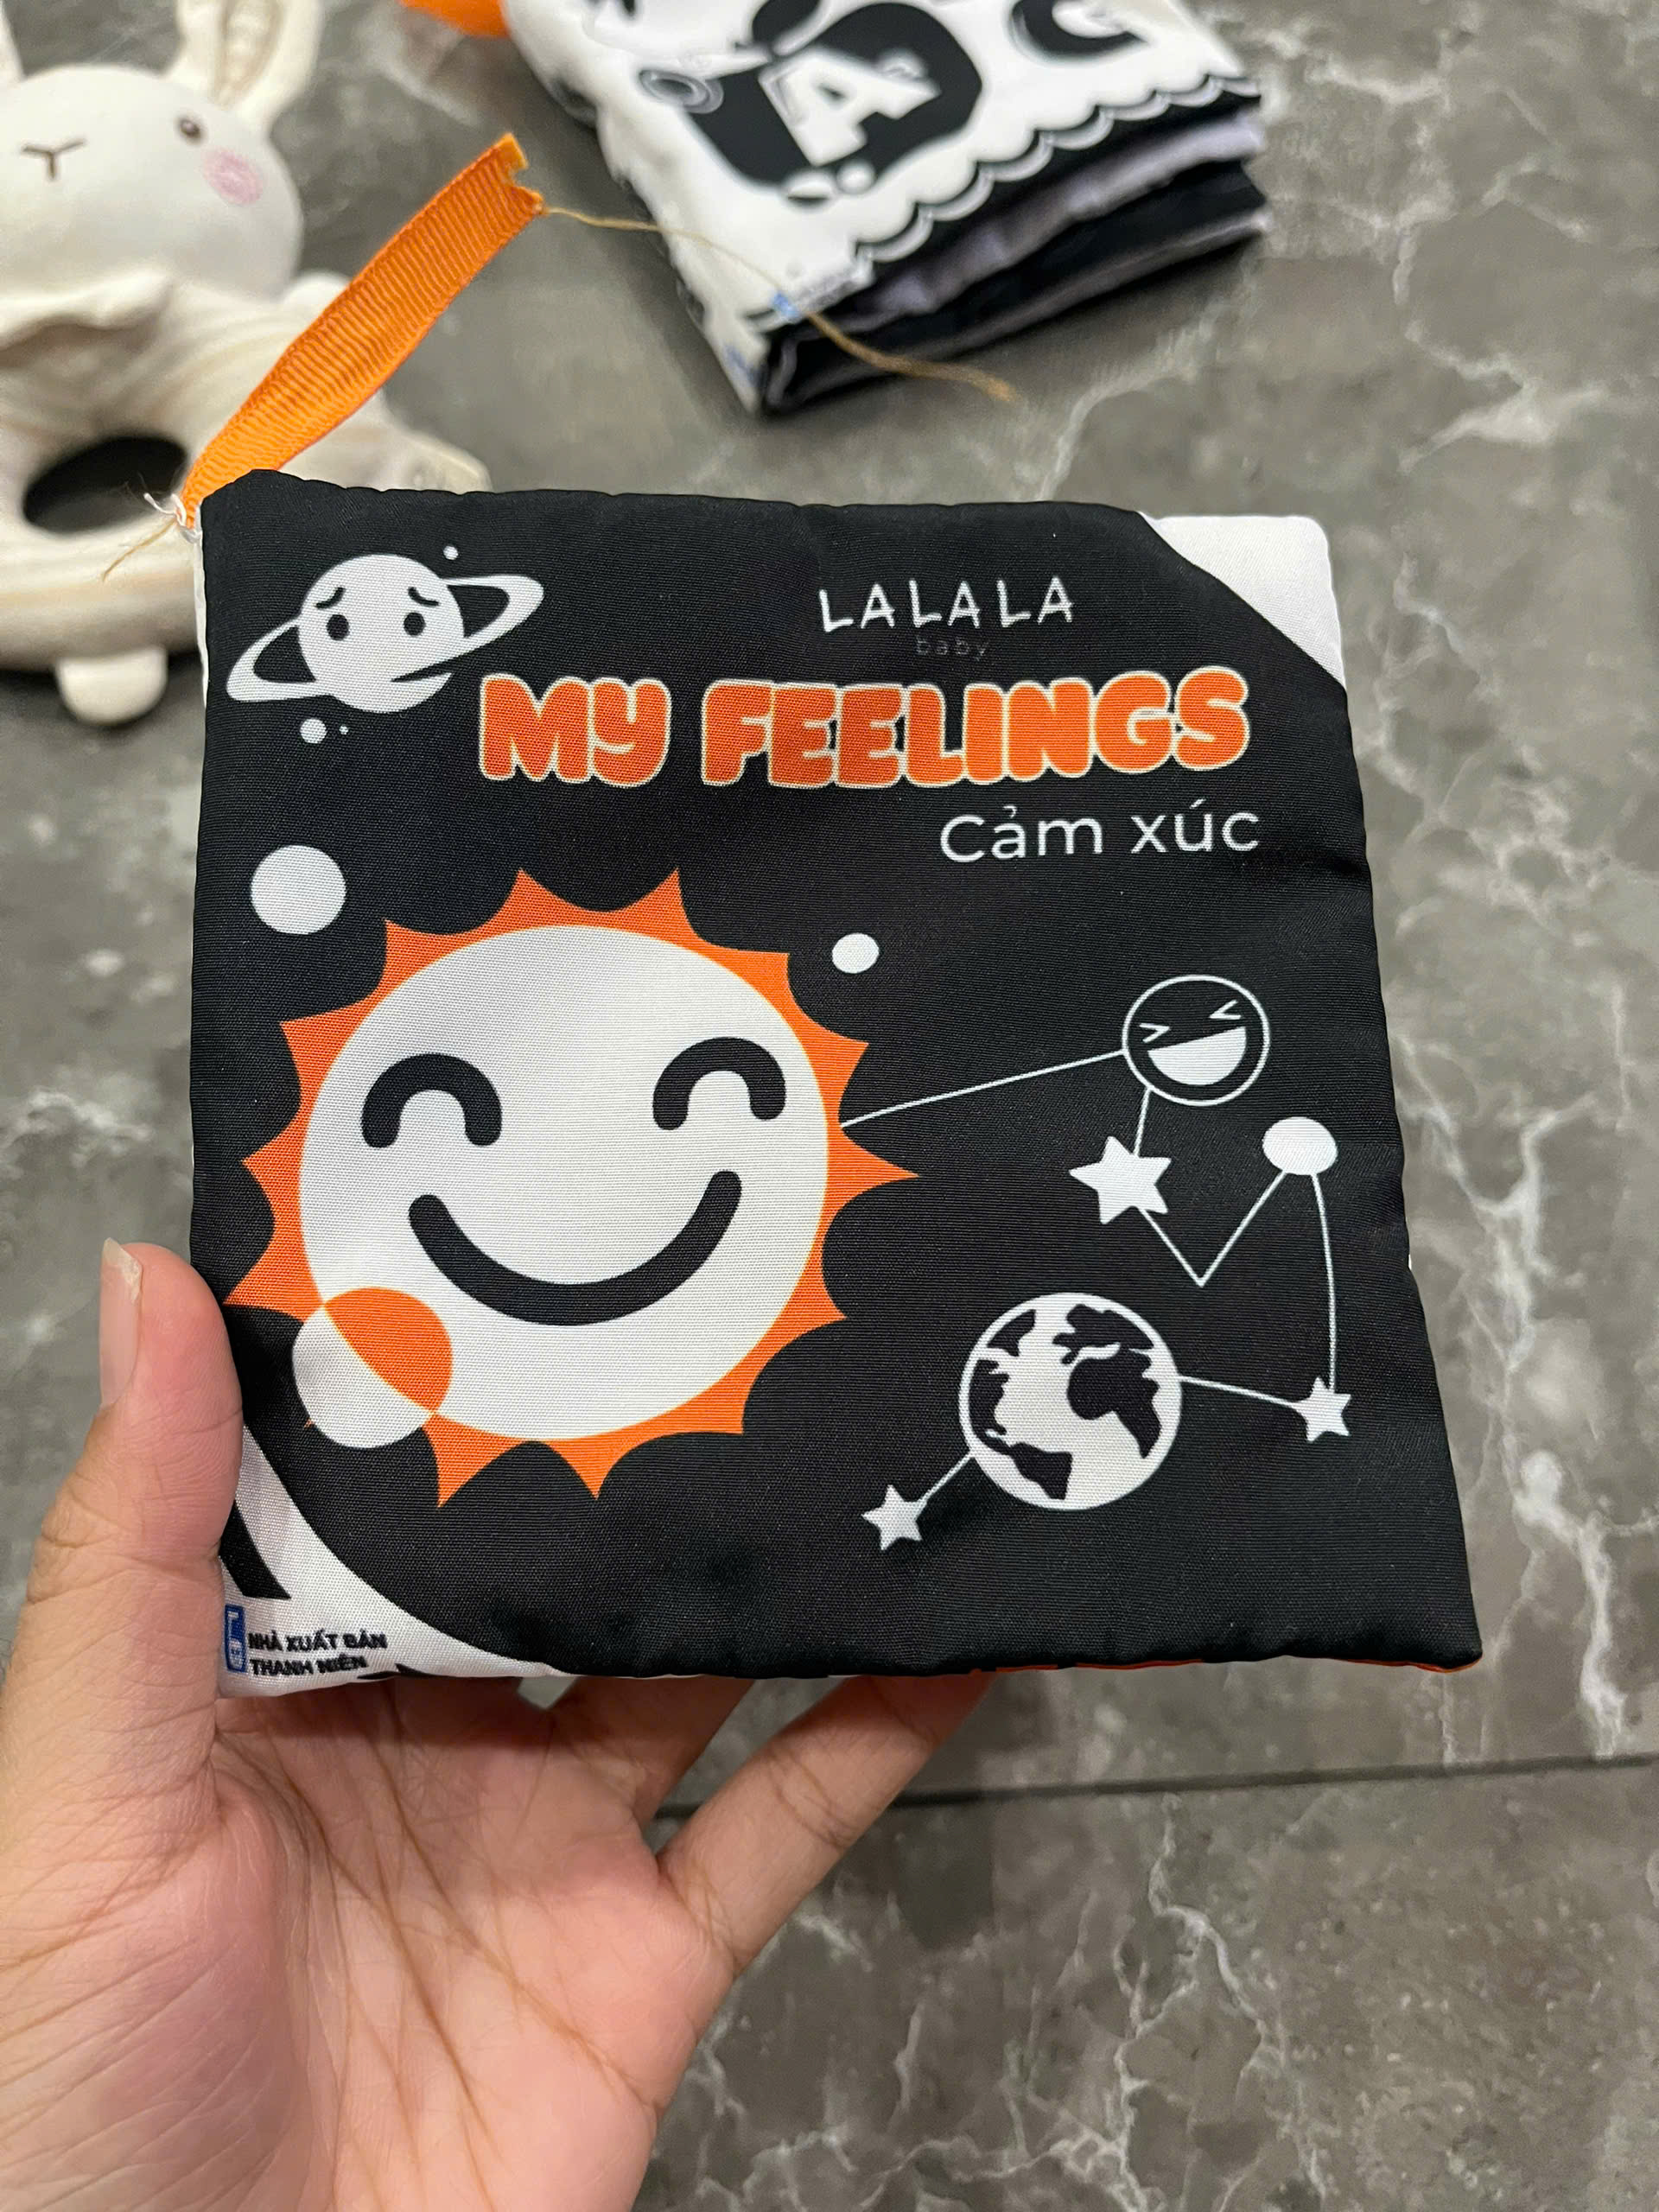 A
LALALA
baby
MY FEELINGS
Cảm xúc
NHÀ XUẤT BẢN
THANH NIÊN